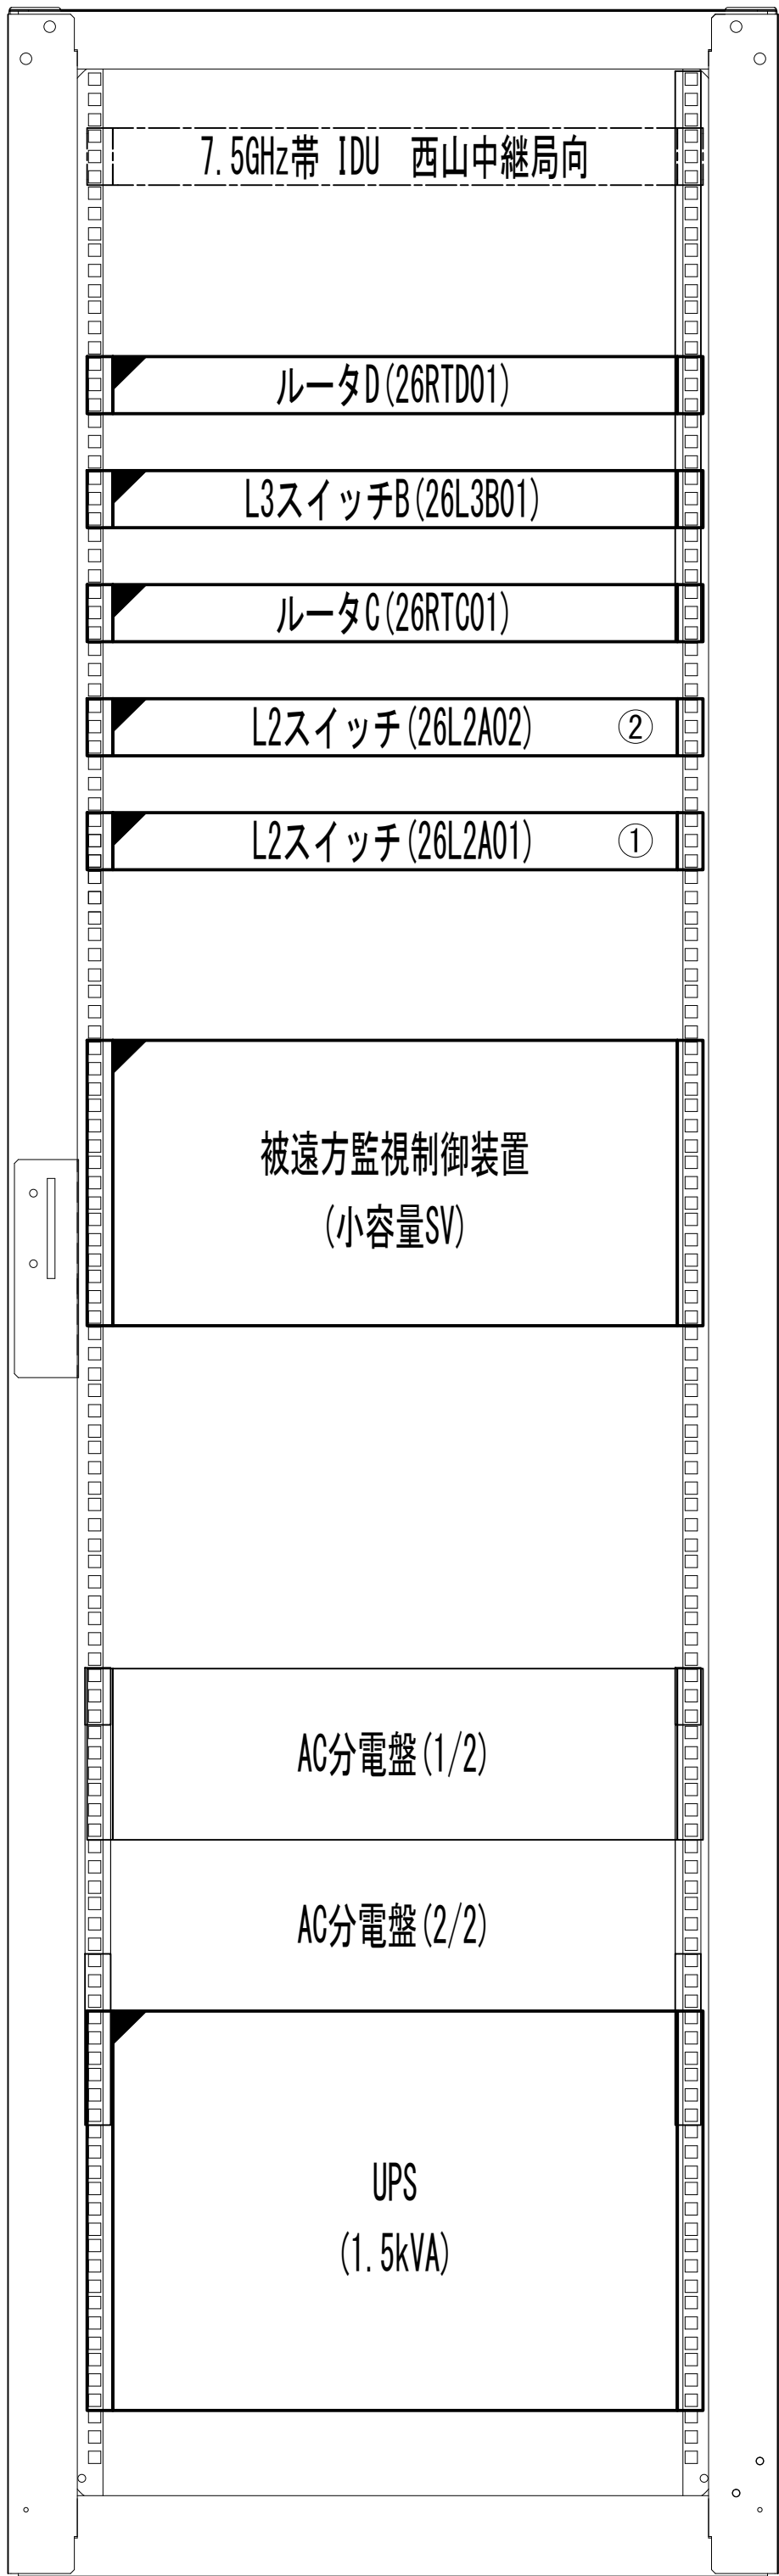 7.5GHz帯 IDU　西山中継局向
ルータD(26RTD01)
L3スイッチB(26L3B01)
ルータC(26RTC01)
L2スイッチ(26L2A02) ②
L2スイッチ(26L2A01) ①
被遠方監視制御装置
(小容量SV)
AC分電盤(1/2)
AC分電盤(2/2)
UPS
(1.5kVA)